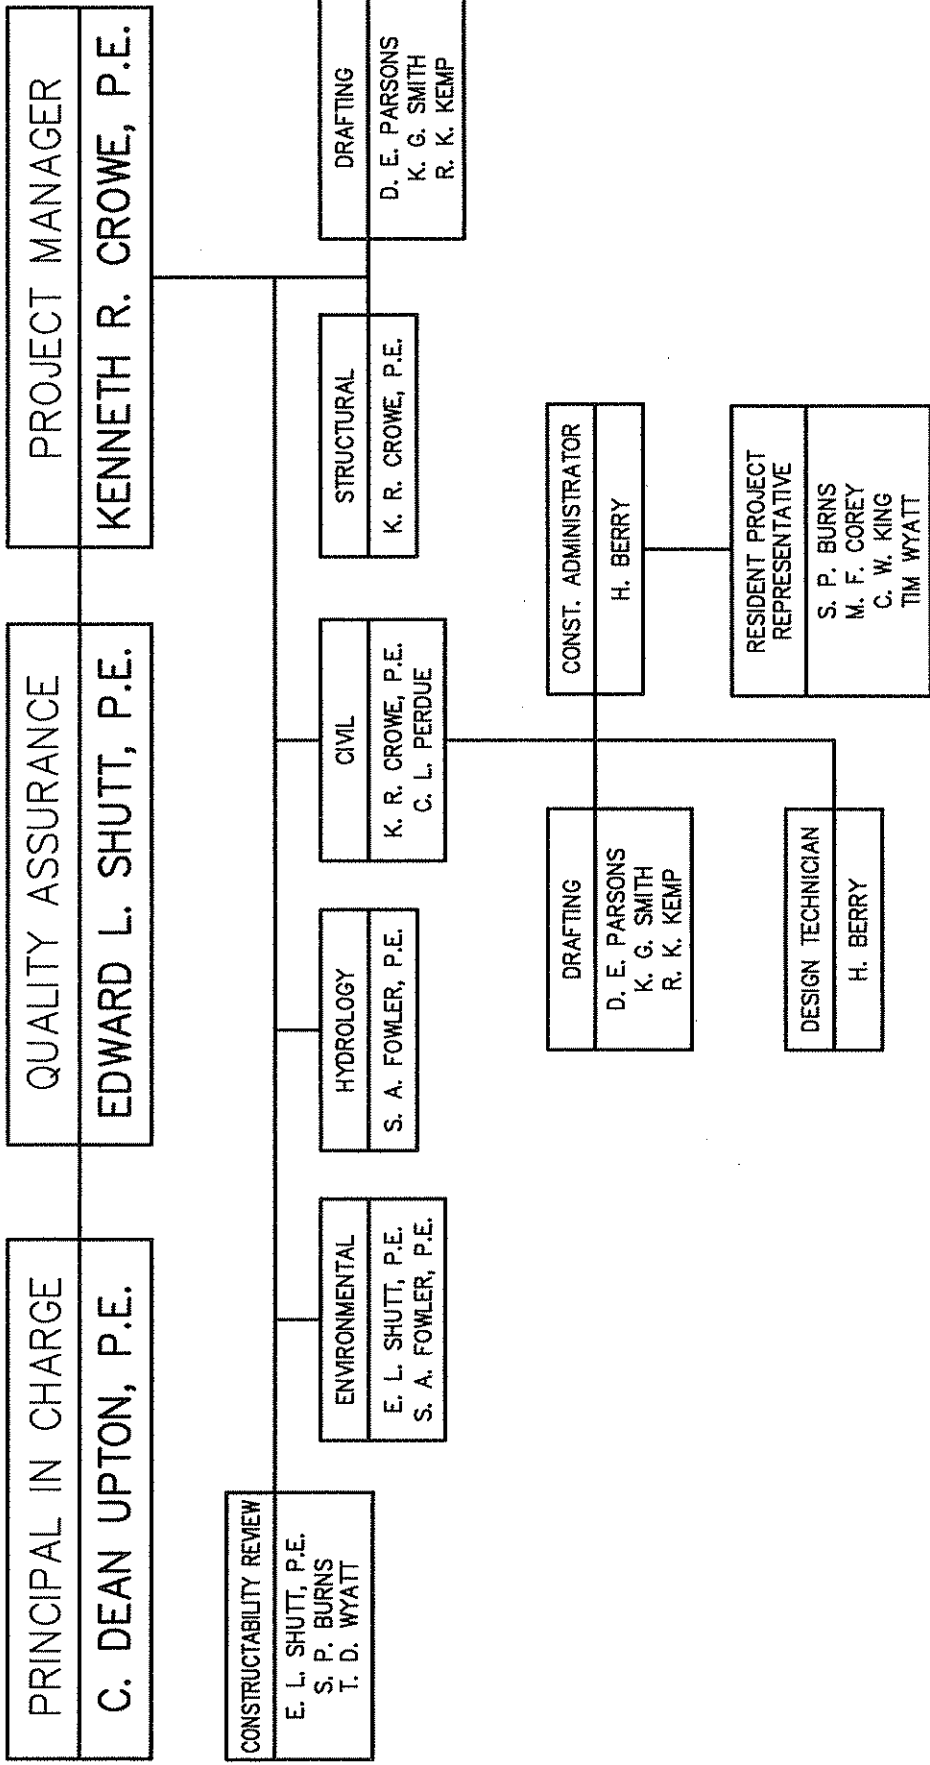 PRINCIPAL IN CHARGE
C. DEAN UPTON, P.E.
QUALITY ASSURANCE
EDWARD L. SHUTT, P.E.
PROJECT MANAGER
KENNETH R. CROWE, P.E.
CONSTRUCTABILITY REVIEW
E. L. SHUTT, P.E.
S. P. BURNS
T. D. WYATT
ENVIRONMENTAL
E. L. SHUTT, P.E.
S. A. FOWLER, P.E.
HYDROLOGY
S. A. FOWLER, P.E.
CIVIL
K. R. CROWE, P.E.
C. L. PERDUE
STRUCTURAL
K. R. CROWE, P.E.
DRAFTING
D. E. PARSONS
K. G. SMITH
R. K. KEMP
DRAFTING
D. E. PARSONS
K. G. SMITH
R. K. KEMP
CONST. ADMINISTRATOR
H. BERRY
DESIGN TECHNICIAN
H. BERRY
RESIDENT PROJECT
REPRESENTATIVE
S. P. BURNS
M. F. COREY
C. W. KING
TIM WYATT